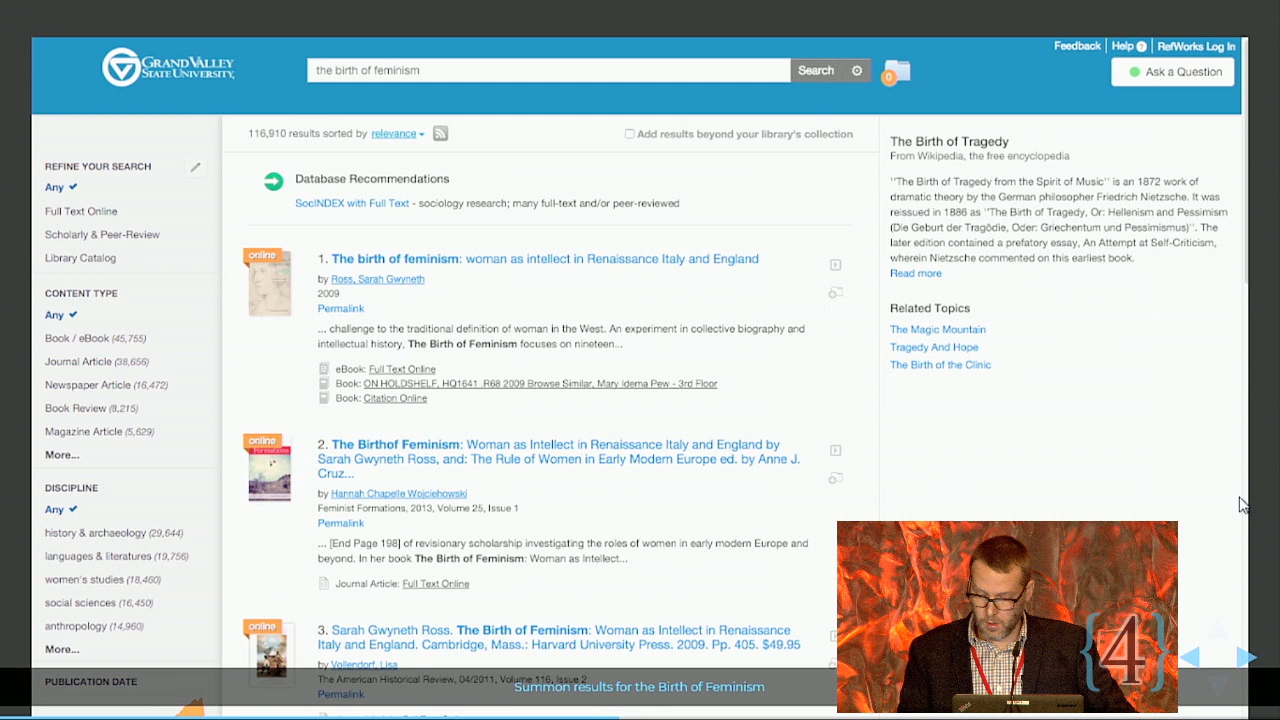 Feedback
Help ?
RefWorks Log In
GRAND VALLEY
STATE UNIVERSITY
the birth of feminism
Search
0
Ask a Question
REFINE YOUR SEARCH
Any
Full Text Online
Scholarly & Peer-Review
Library Catalog
CONTENT TYPE
Any
Book / eBook (45,755)
Journal Article (38,656)
Newspaper Article (16,472)
Book Review (8,215)
Magazine Article (5,629)
More...
DISCIPLINE
Any
history & archaeology (29,644)
languages & literatures (19,756)
women's studies (18,460)
social sciences (16,450)
anthropology (14,960)
More...
PUBLICATION DATE
116,910 results sorted by relevance
Add results beyond your library's collection
Database Recommendations
SocINDEX with Full Text - sociology research; many full-text and/or peer-reviewed
online
1. The birth of feminism: woman as intellect in Renaissance Italy and England
by Ross, Sarah Gwyneth
2009
Permalink
... challenge to the traditional definition of woman in the West. An experiment in collective biography and
intellectual history, The Birth of Feminism focuses on nineteen...
eBook: Full Text Online
Book: ON HOLDSHELF, HQ1641 .R68 2009 Browse Similar, Mary Idema Pew - 3rd Floor
Book: Citation Online
online
2. The Birthof Feminism: Woman as Intellect in Renaissance Italy and England by
Sarah Gwyneth Ross, and: The Rule of Women in Early Modern Europe ed. by Anne J.
Cruz...
by Hannah Chapelle Wojciehowski
Feminist Formations, 2013, Volume 25, Issue 1
Permalink
... [End Page 198] of revisionary scholarship investigating the roles of women in early modern Europe and
beyond. In her book The Birth of Feminism: Woman as Intellect...
Journal Article: Full Text Online
online
3. Sarah Gwyneth Ross. The Birth of Feminism: Woman as Intellect in Renaissance
Italy and England. Cambridge, Mass.: Harvard University Press. 2009. Pp. 405. $49.95
by Vollendorf, Lisa
The American Historical Review, 04/2011, Volume 116, Issue 2
Permalink
The Birth of Tragedy
From Wikipedia, the free encyclopedia
"The Birth of Tragedy from the Spirit of Music" is an 1872 work of
dramatic theory by the German philosopher Friedrich Nietzsche. It was
reissued in 1886 as "The Birth of Tragedy, Or: Hellenism and Pessimism
(Die Geburt der Tragödie, Oder: Griechentum und Pessimismus)". The
later edition contained a prefatory essay, An Attempt at Self-Criticism,
wherein Nietzsche commented on this earliest book.
Read more
Related Topics
The Magic Mountain
Tragedy And Hope
The Birth of the Clinic
Summon results for the Birth of Feminism
{4}